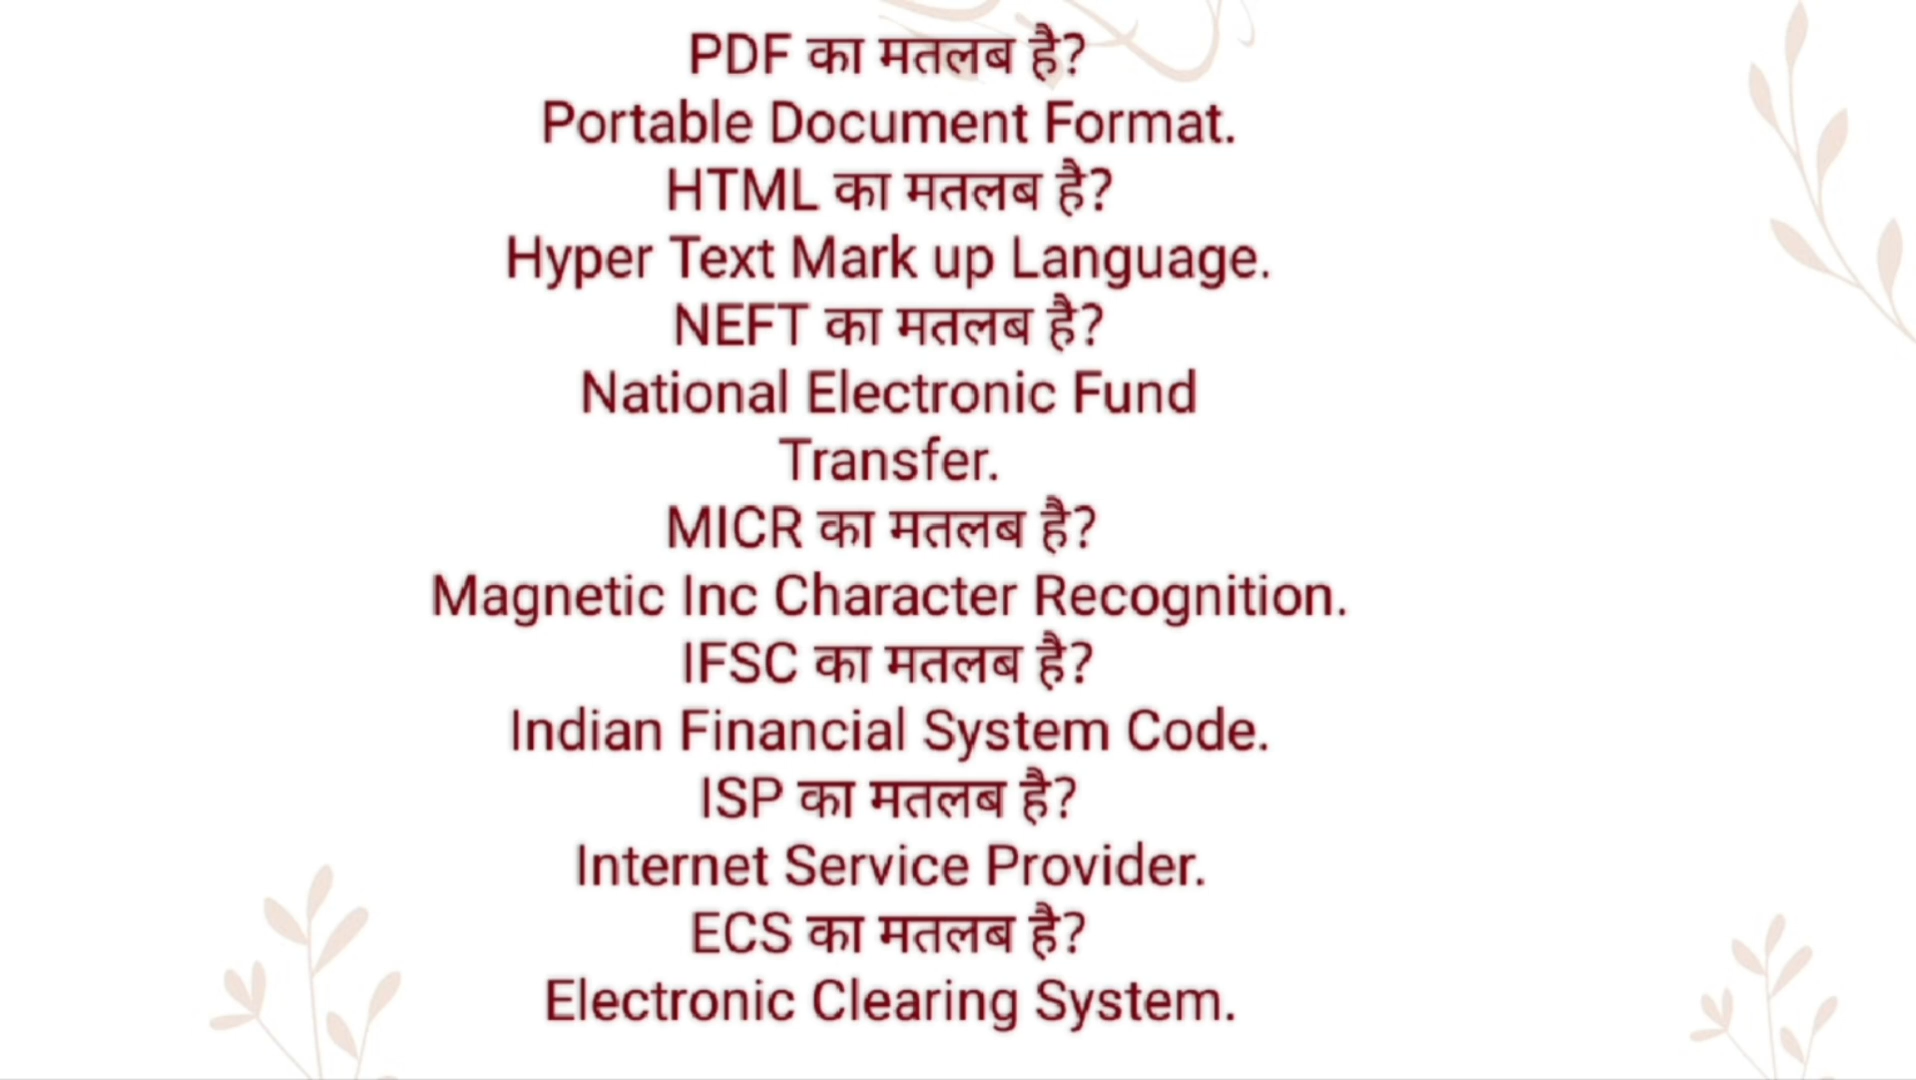 PDF का मतलब है?
Portable Document Format.
HTML का मतलब है?
Hyper Text Mark up Language.
NEFT का मतलब है?
National Electronic Fund
Transfer.
MICR का मतलब है?
Magnetic Inc Character Recognition.
IFSC का मतलब है?
Indian Financial System Code.
ISP का मतलब है?
Internet Service Provider.
ECS का मतलब है?
Electronic Clearing System.